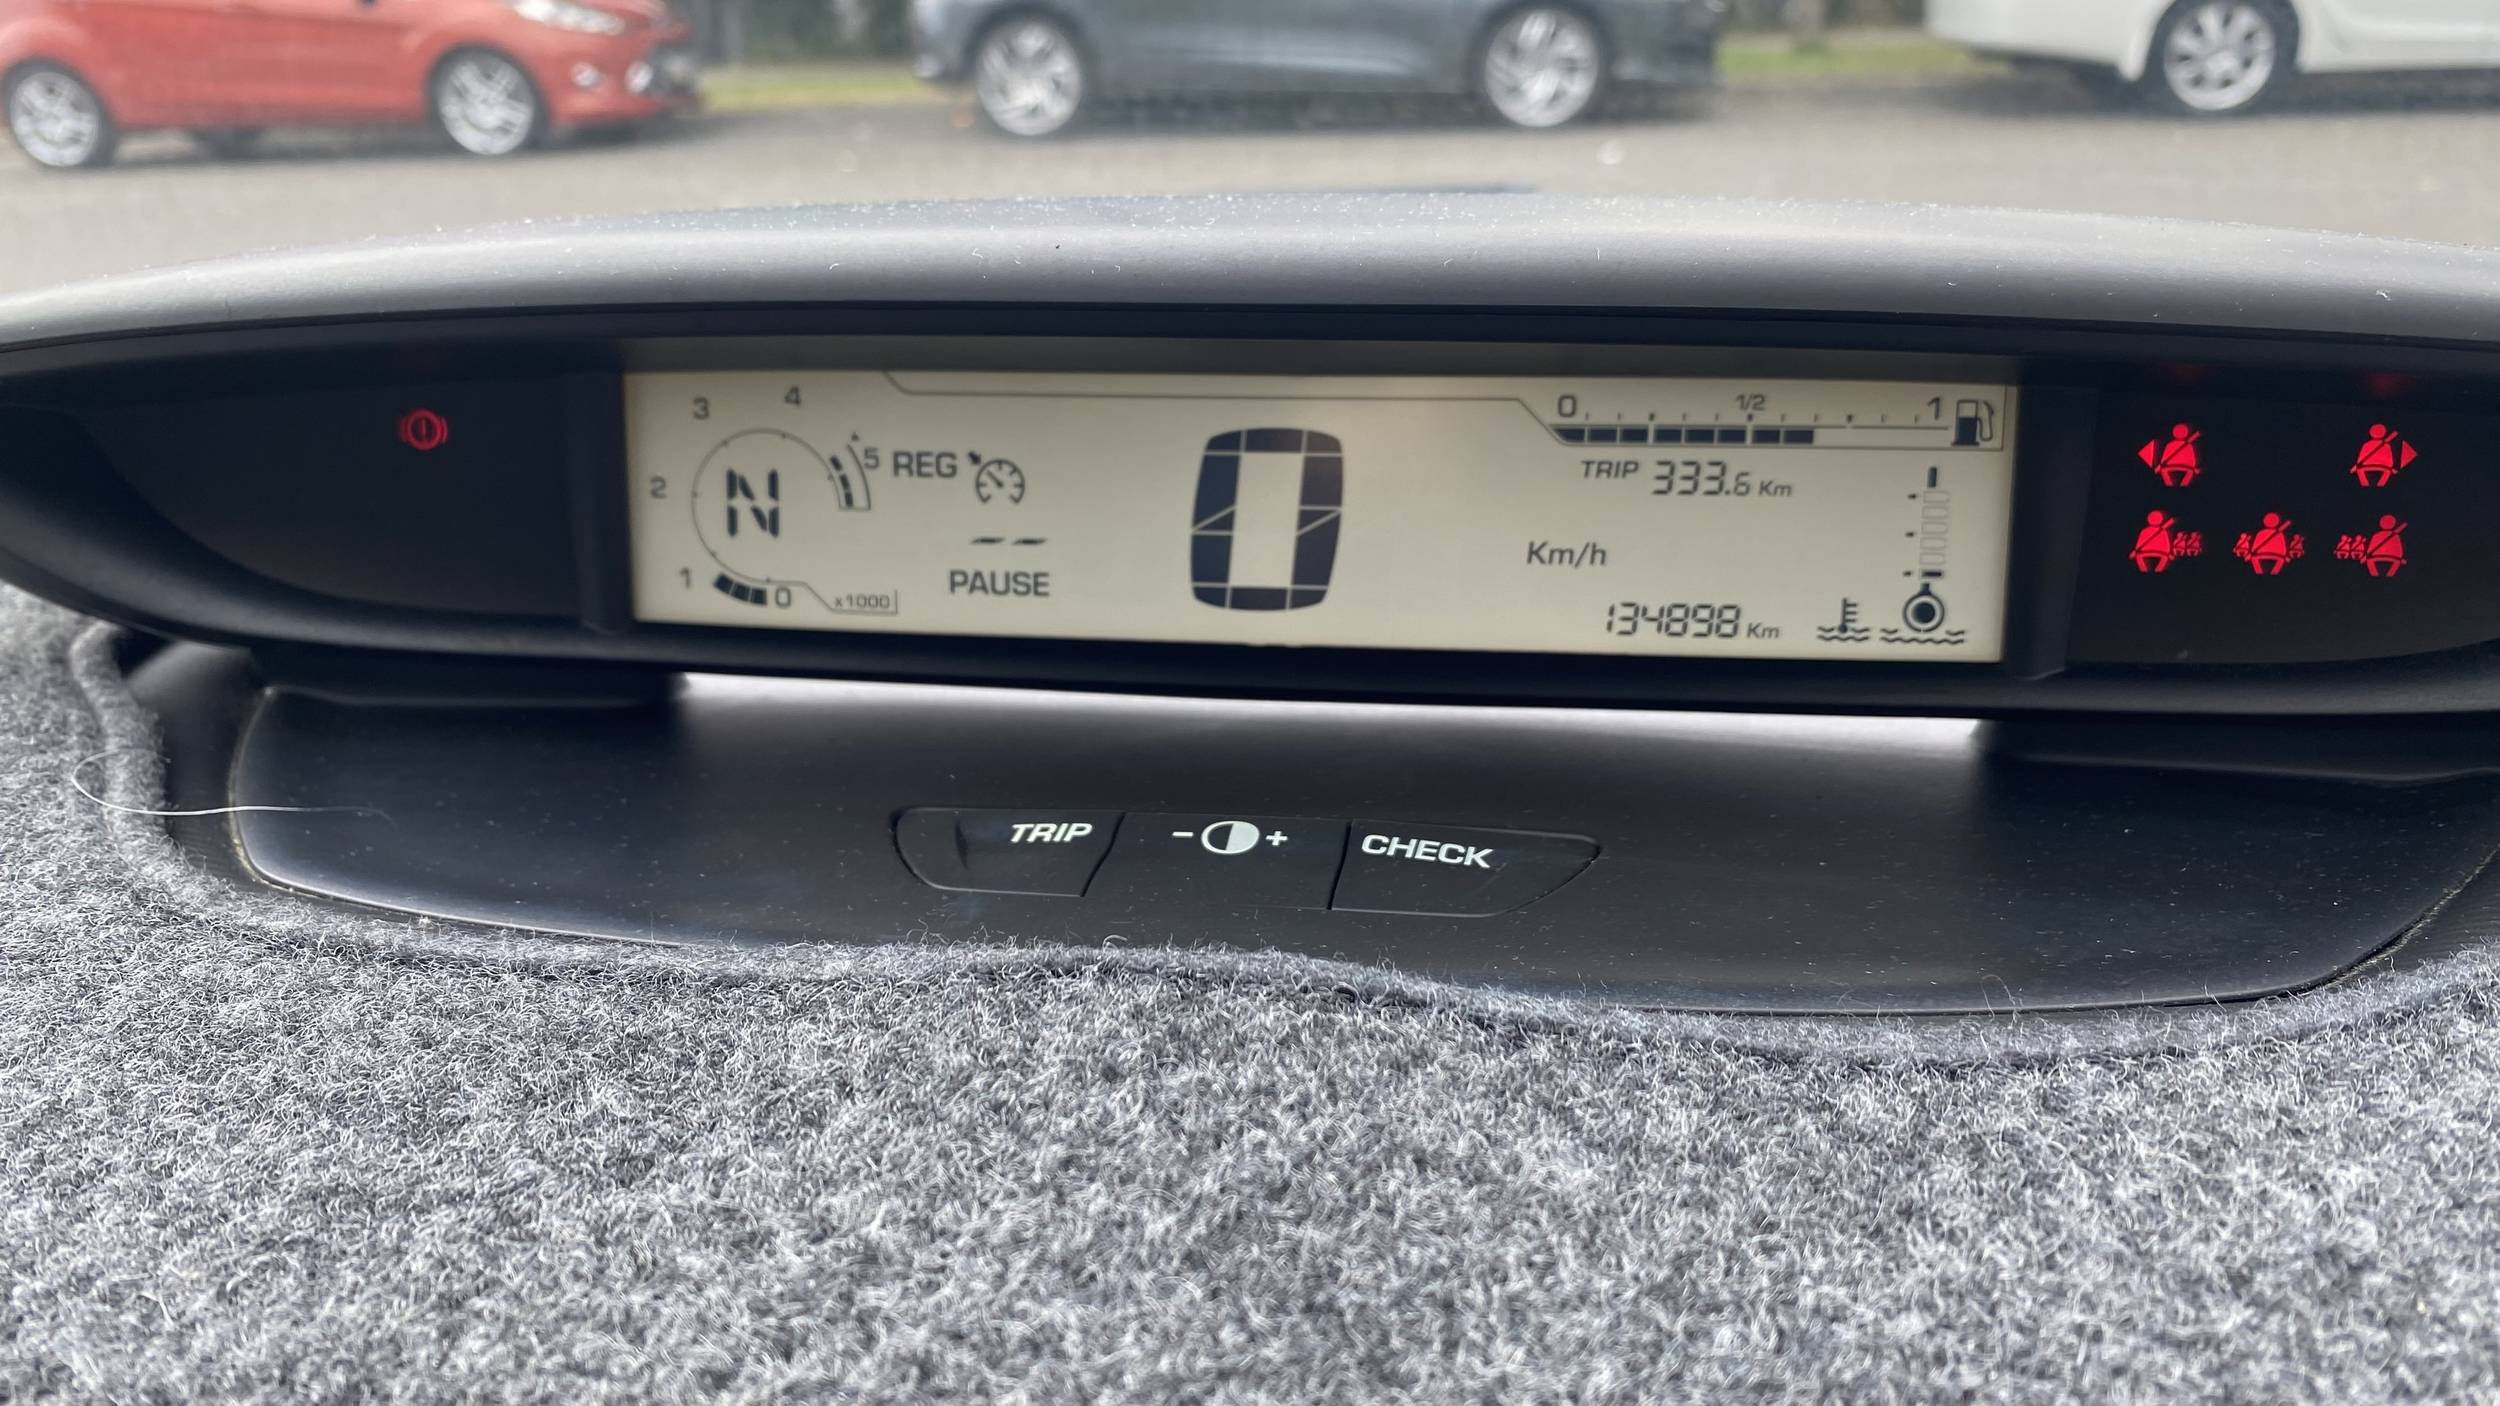 0 1/2 1
3 4
5 REG
TRIP 333.6 Km
2 N
Km/h
PAUSE
1 0 x1000
0
134898 Km
TRIP - + CHECK